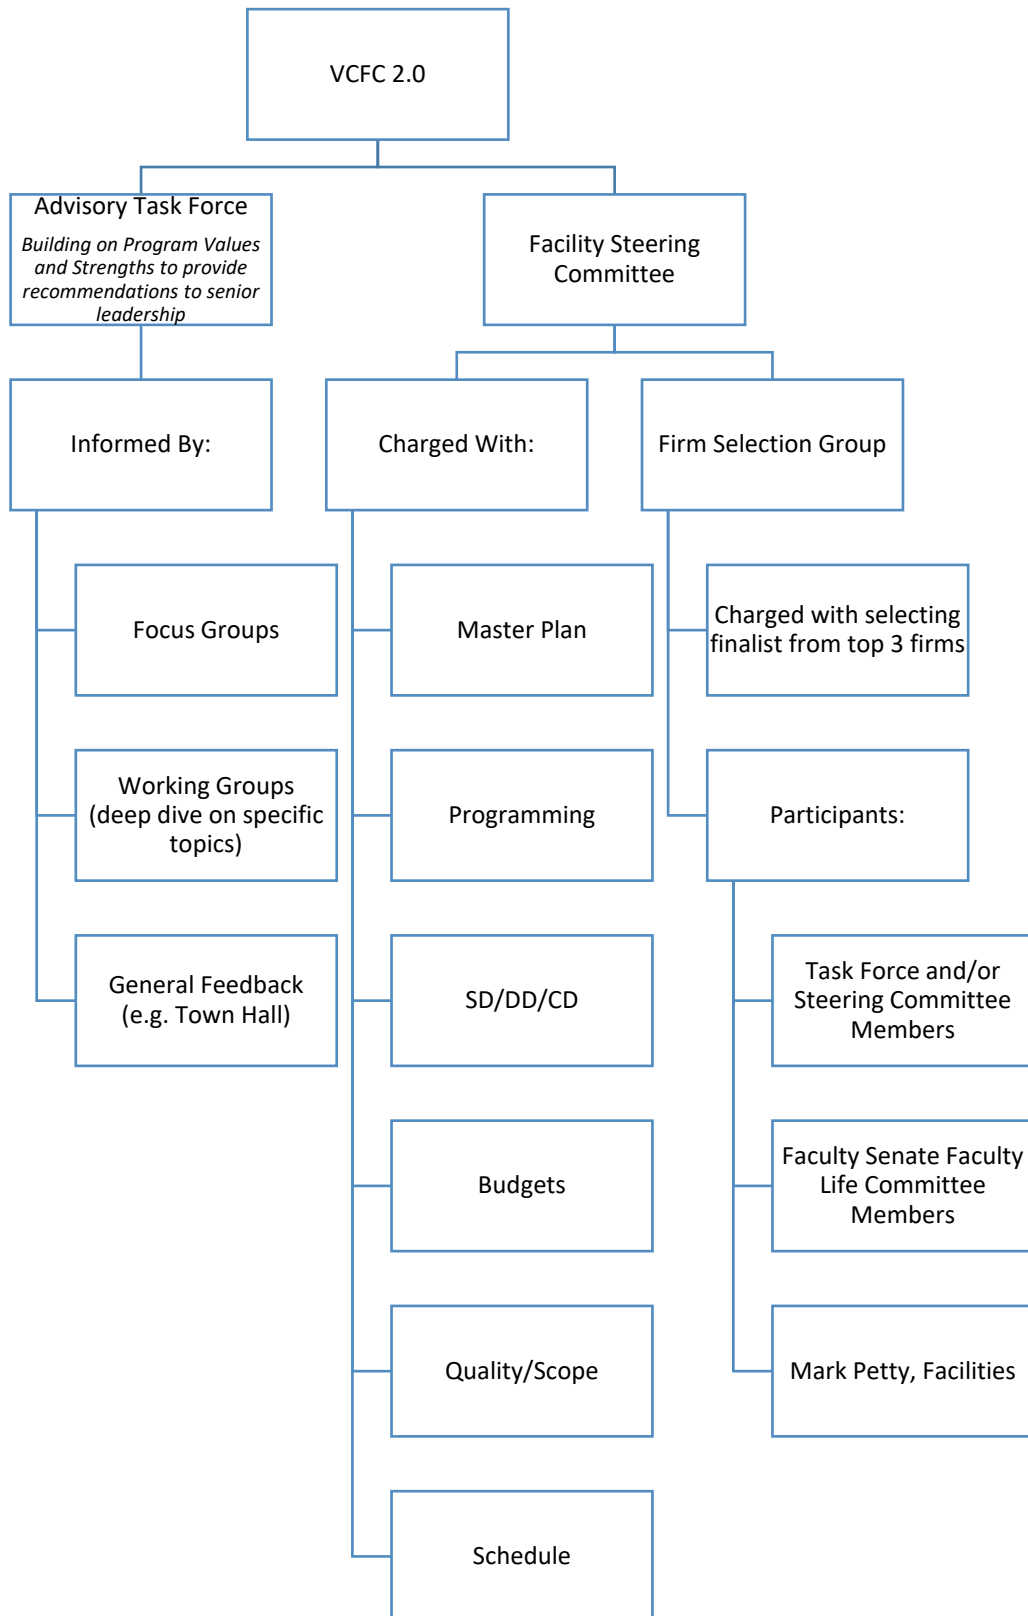 VCFC 2.0
Advisory Task Force
Building on Program Values
and Strengths to provide
recommendations to senior
leadership
Facility Steering
Committee
Informed By:
Charged With:
Firm Selection Group
Focus Groups
Master Plan
Charged with selecting
finalist from top 3 firms
Working Groups
(deep dive on specific
topics)
Programming
Participants:
General Feedback
(e.g. Town Hall)
SD/DD/CD
Task Force and/or
Steering Committee
Members
Budgets
Faculty Senate Faculty
Life Committee
Members
Quality/Scope
Mark Petty, Facilities
Schedule